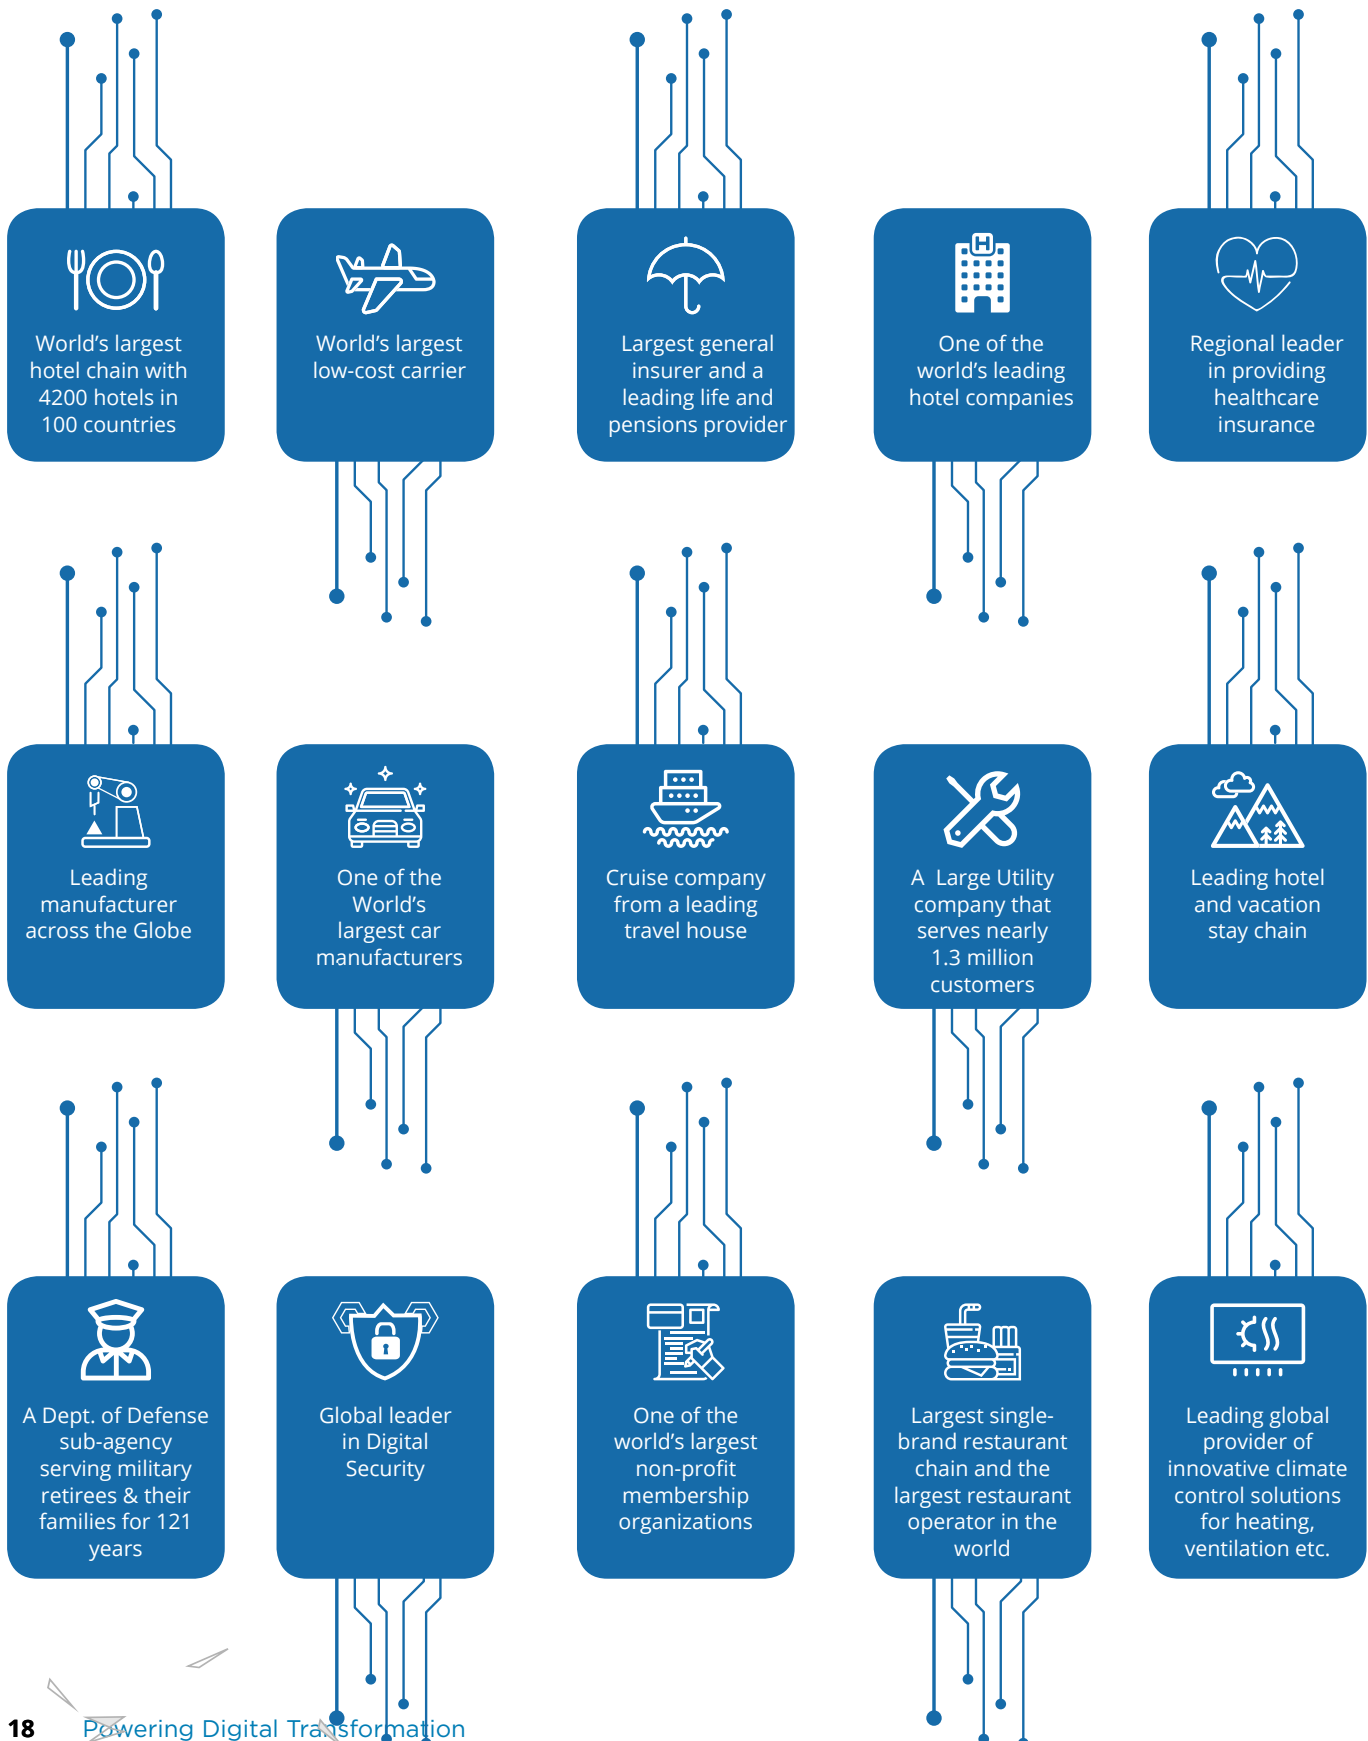 World's largest
hotel chain with
4200 hotels in
100 countries
World's largest
low-cost carrier
Largest general
insurer and a
leading life and
pensions provider
H
One of the
world's leading
hotel companies
Regional leader
in providing
healthcare
insurance
Leading
manufacturer
across the Globe
One of the
World's
largest car
manufacturers
Cruise company
from a leading
travel house
A  Large Utility
company that
serves nearly
1.3 million
customers
Leading hotel
and vacation
stay chain
A Dept. of Defense
sub-agency
serving military
retirees & their
families for 121
years
Global leader
in Digital
Security
One of the
world's largest
non-profit
membership
organizations
Largest single-
brand restaurant
chain and the
largest restaurant
operator in the
world
Leading global
provider of
innovative climate
control solutions
for heating,
ventilation etc.
18 Powering Digital Transformation